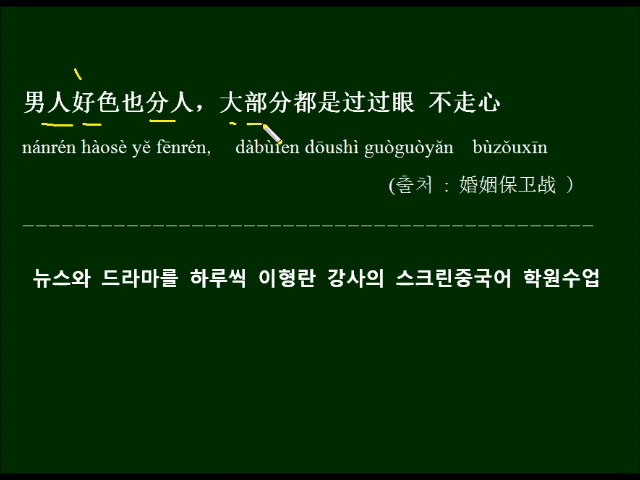 男人好色也分人，大部分都是过过眼 不走心
nánrén hàosè yě fēnrén, dàbùfen dōushì guòguòyǎn bùzǒuxīn
(출처 : 婚姻保卫战 )
뉴스와 드라마를 하루씩 이형란 강사의 스크린중국어 학원수업